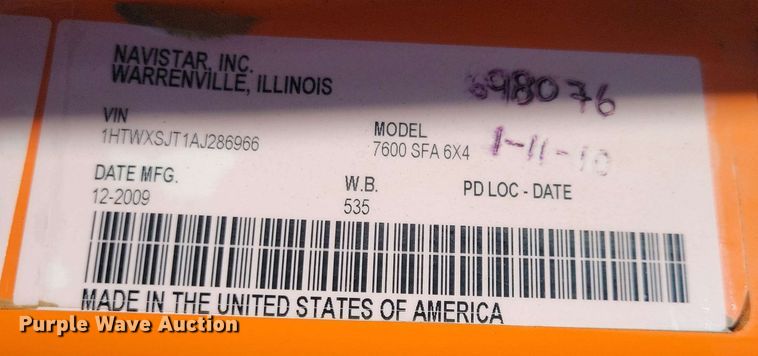 NAVISTAR, INC.
WARRENVILLE, ILLINOIS
698076
VIN
1HTWXSJT1AJ286966
MODEL
7600 SFA 6X4
1-11-10
DATE MFG.
12-2009
W.B.
535
PD LOC - DATE
MADE IN THE UNITED STATES OF AMERICA
Purple Wave Auction